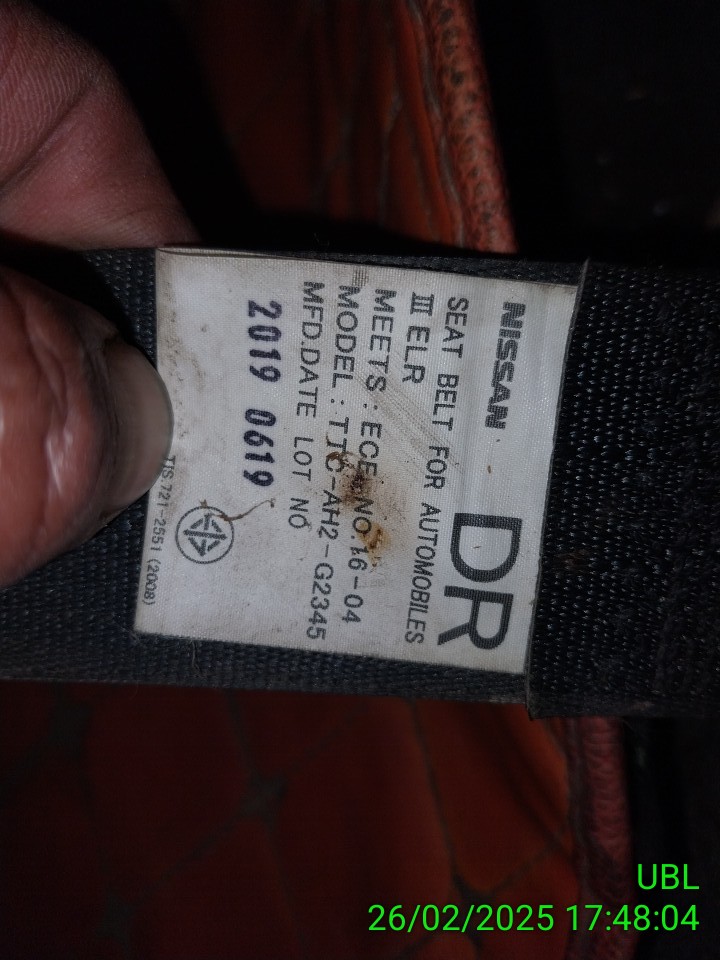 NISSAN DR
SEAT BELT FOR AUTOMOBILES
III ELR
MEETS : ECE NO.16-04
MODEL : TJC-AH2-G2345
MFD.DATE LOT NO
2019 0619
TIS.721-2551 (2008)
UBL
26/02/2025 17:48:04